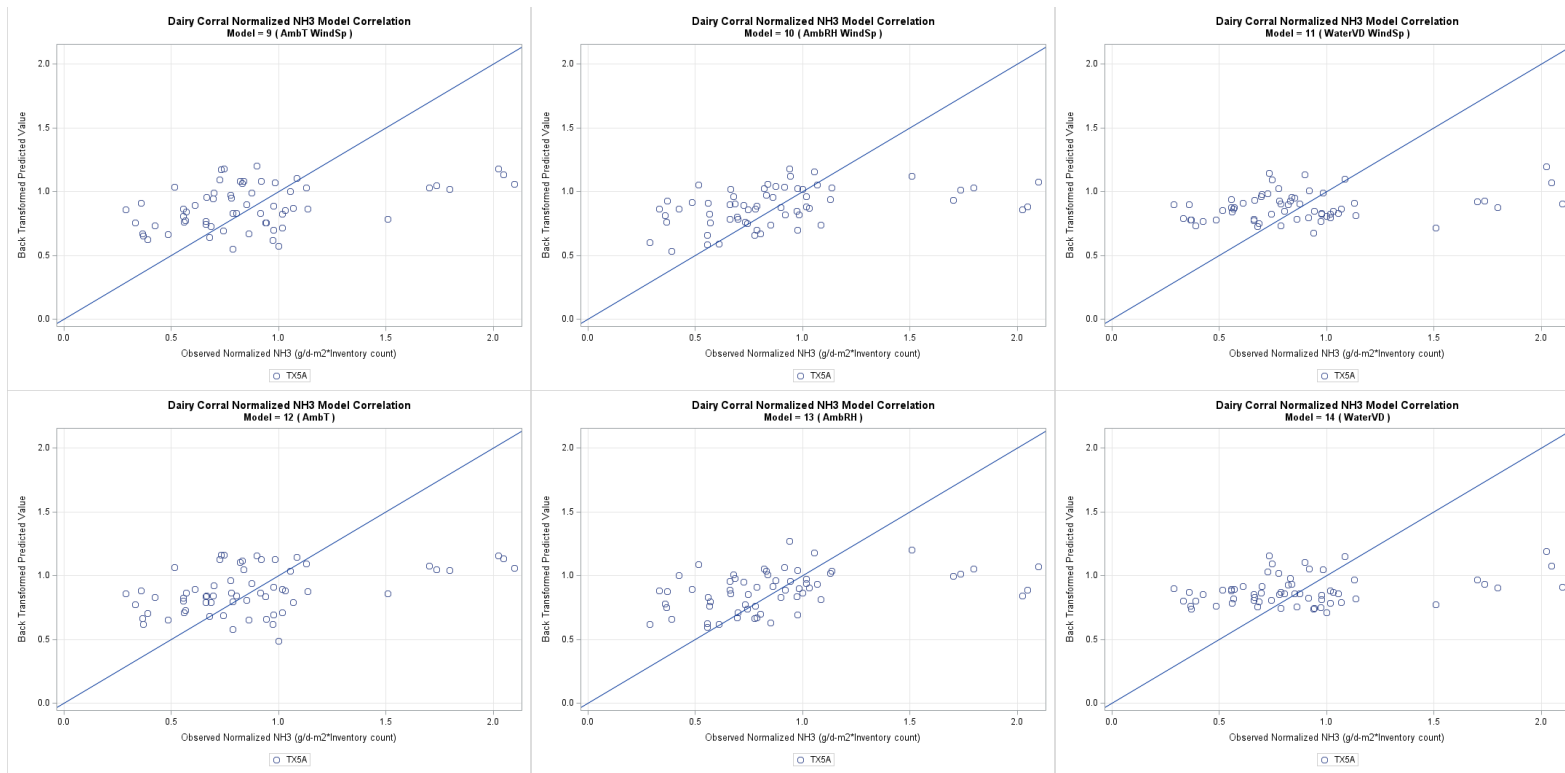 Dairy Corral Normalized NH3 Model Correlation
Model = 9 ( AmbT WindSp )
Back Transformed Predicted Value
2.0
1.5
1.0
0.5
0.0
0.0 0.5 1.0 1.5 2.0
Observed Normalized NH3 (g/d-m2*Inventory count)
TX5A
Dairy Corral Normalized NH3 Model Correlation
Model = 10 ( AmbRH WindSp )
Back Transformed Predicted Value
2.0
1.5
1.0
0.5
0.0
0.0 0.5 1.0 1.5 2.0
Observed Normalized NH3 (g/d-m2*Inventory count)
TX5A
Dairy Corral Normalized NH3 Model Correlation
Model = 11 ( WaterVD WindSp )
Back Transformed Predicted Value
2.0
1.5
1.0
0.5
0.0
0.0 0.5 1.0 1.5 2.0
Observed Normalized NH3 (g/d-m2*Inventory count)
TX5A
Dairy Corral Normalized NH3 Model Correlation
Model = 12 ( AmbT )
Back Transformed Predicted Value
2.0
1.5
1.0
0.5
0.0
0.0 0.5 1.0 1.5 2.0
Observed Normalized NH3 (g/d-m2*Inventory count)
TX5A
Dairy Corral Normalized NH3 Model Correlation
Model = 13 ( AmbRH )
Back Transformed Predicted Value
2.0
1.5
1.0
0.5
0.0
0.0 0.5 1.0 1.5 2.0
Observed Normalized NH3 (g/d-m2*Inventory count)
TX5A
Dairy Corral Normalized NH3 Model Correlation
Model = 14 ( WaterVD )
Back Transformed Predicted Value
2.0
1.5
1.0
0.5
0.0
0.0 0.5 1.0 1.5 2.0
Observed Normalized NH3 (g/d-m2*Inventory count)
TX5A